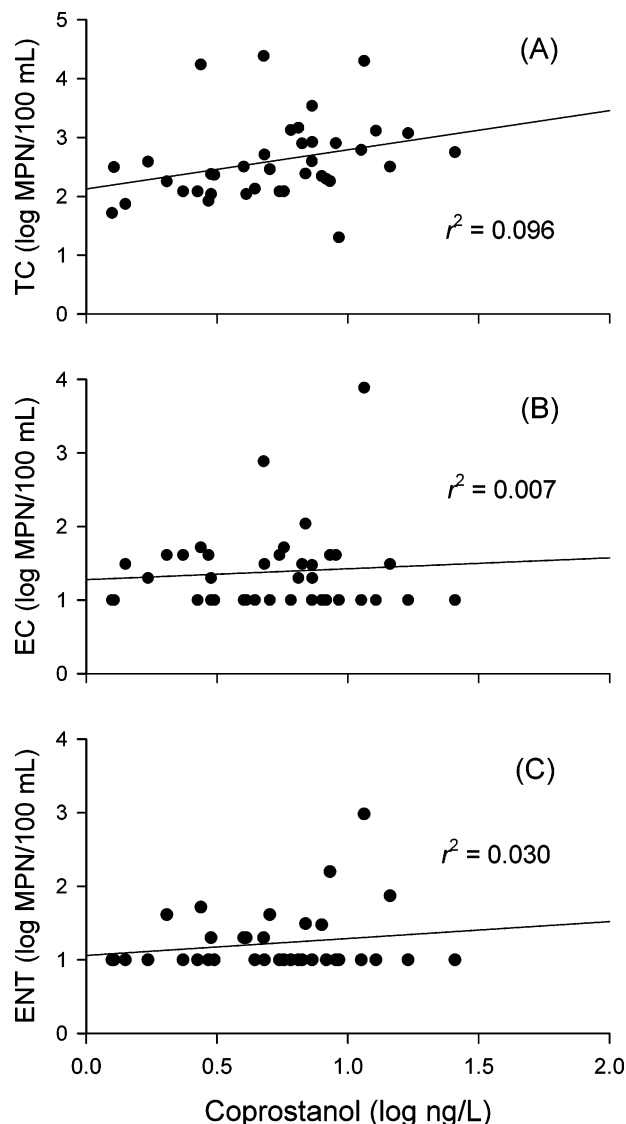 5
4
3
2
1
0
TC (log MPN/100 mL)
(A)
r² = 0.096
4
3
2
1
0
EC (log MPN/100 mL)
(B)
r² = 0.007
4
3
2
1
0
ENT (log MPN/100 mL)
(C)
r² = 0.030
0.0 0.5 1.0 1.5 2.0
Coprostanol (log ng/L)